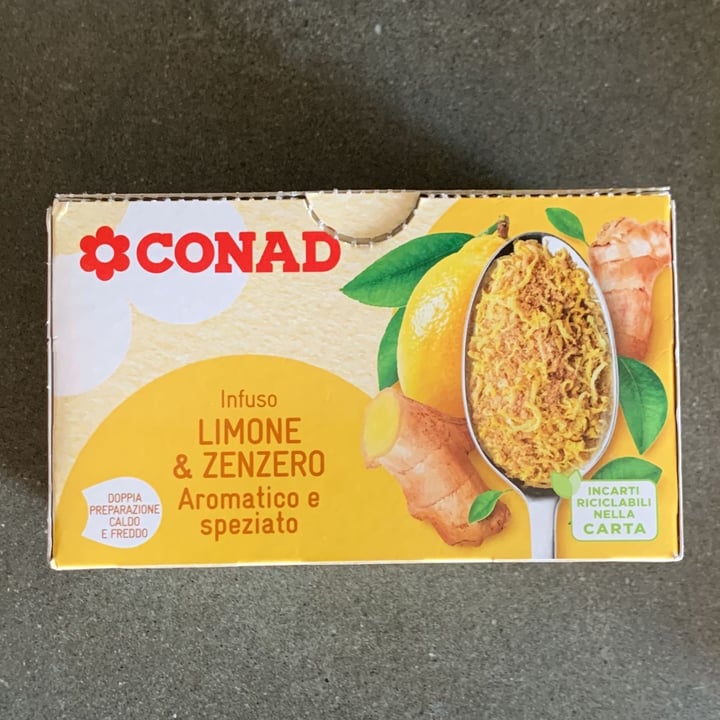 CONAD
Infuso
LIMONE
& ZENZERO
Aromatico e
speziato
DOPPIA
PREPARAZIONE
CALDO
E FREDDO
INCARTI
RICICLABILI
NELLA
CARTA